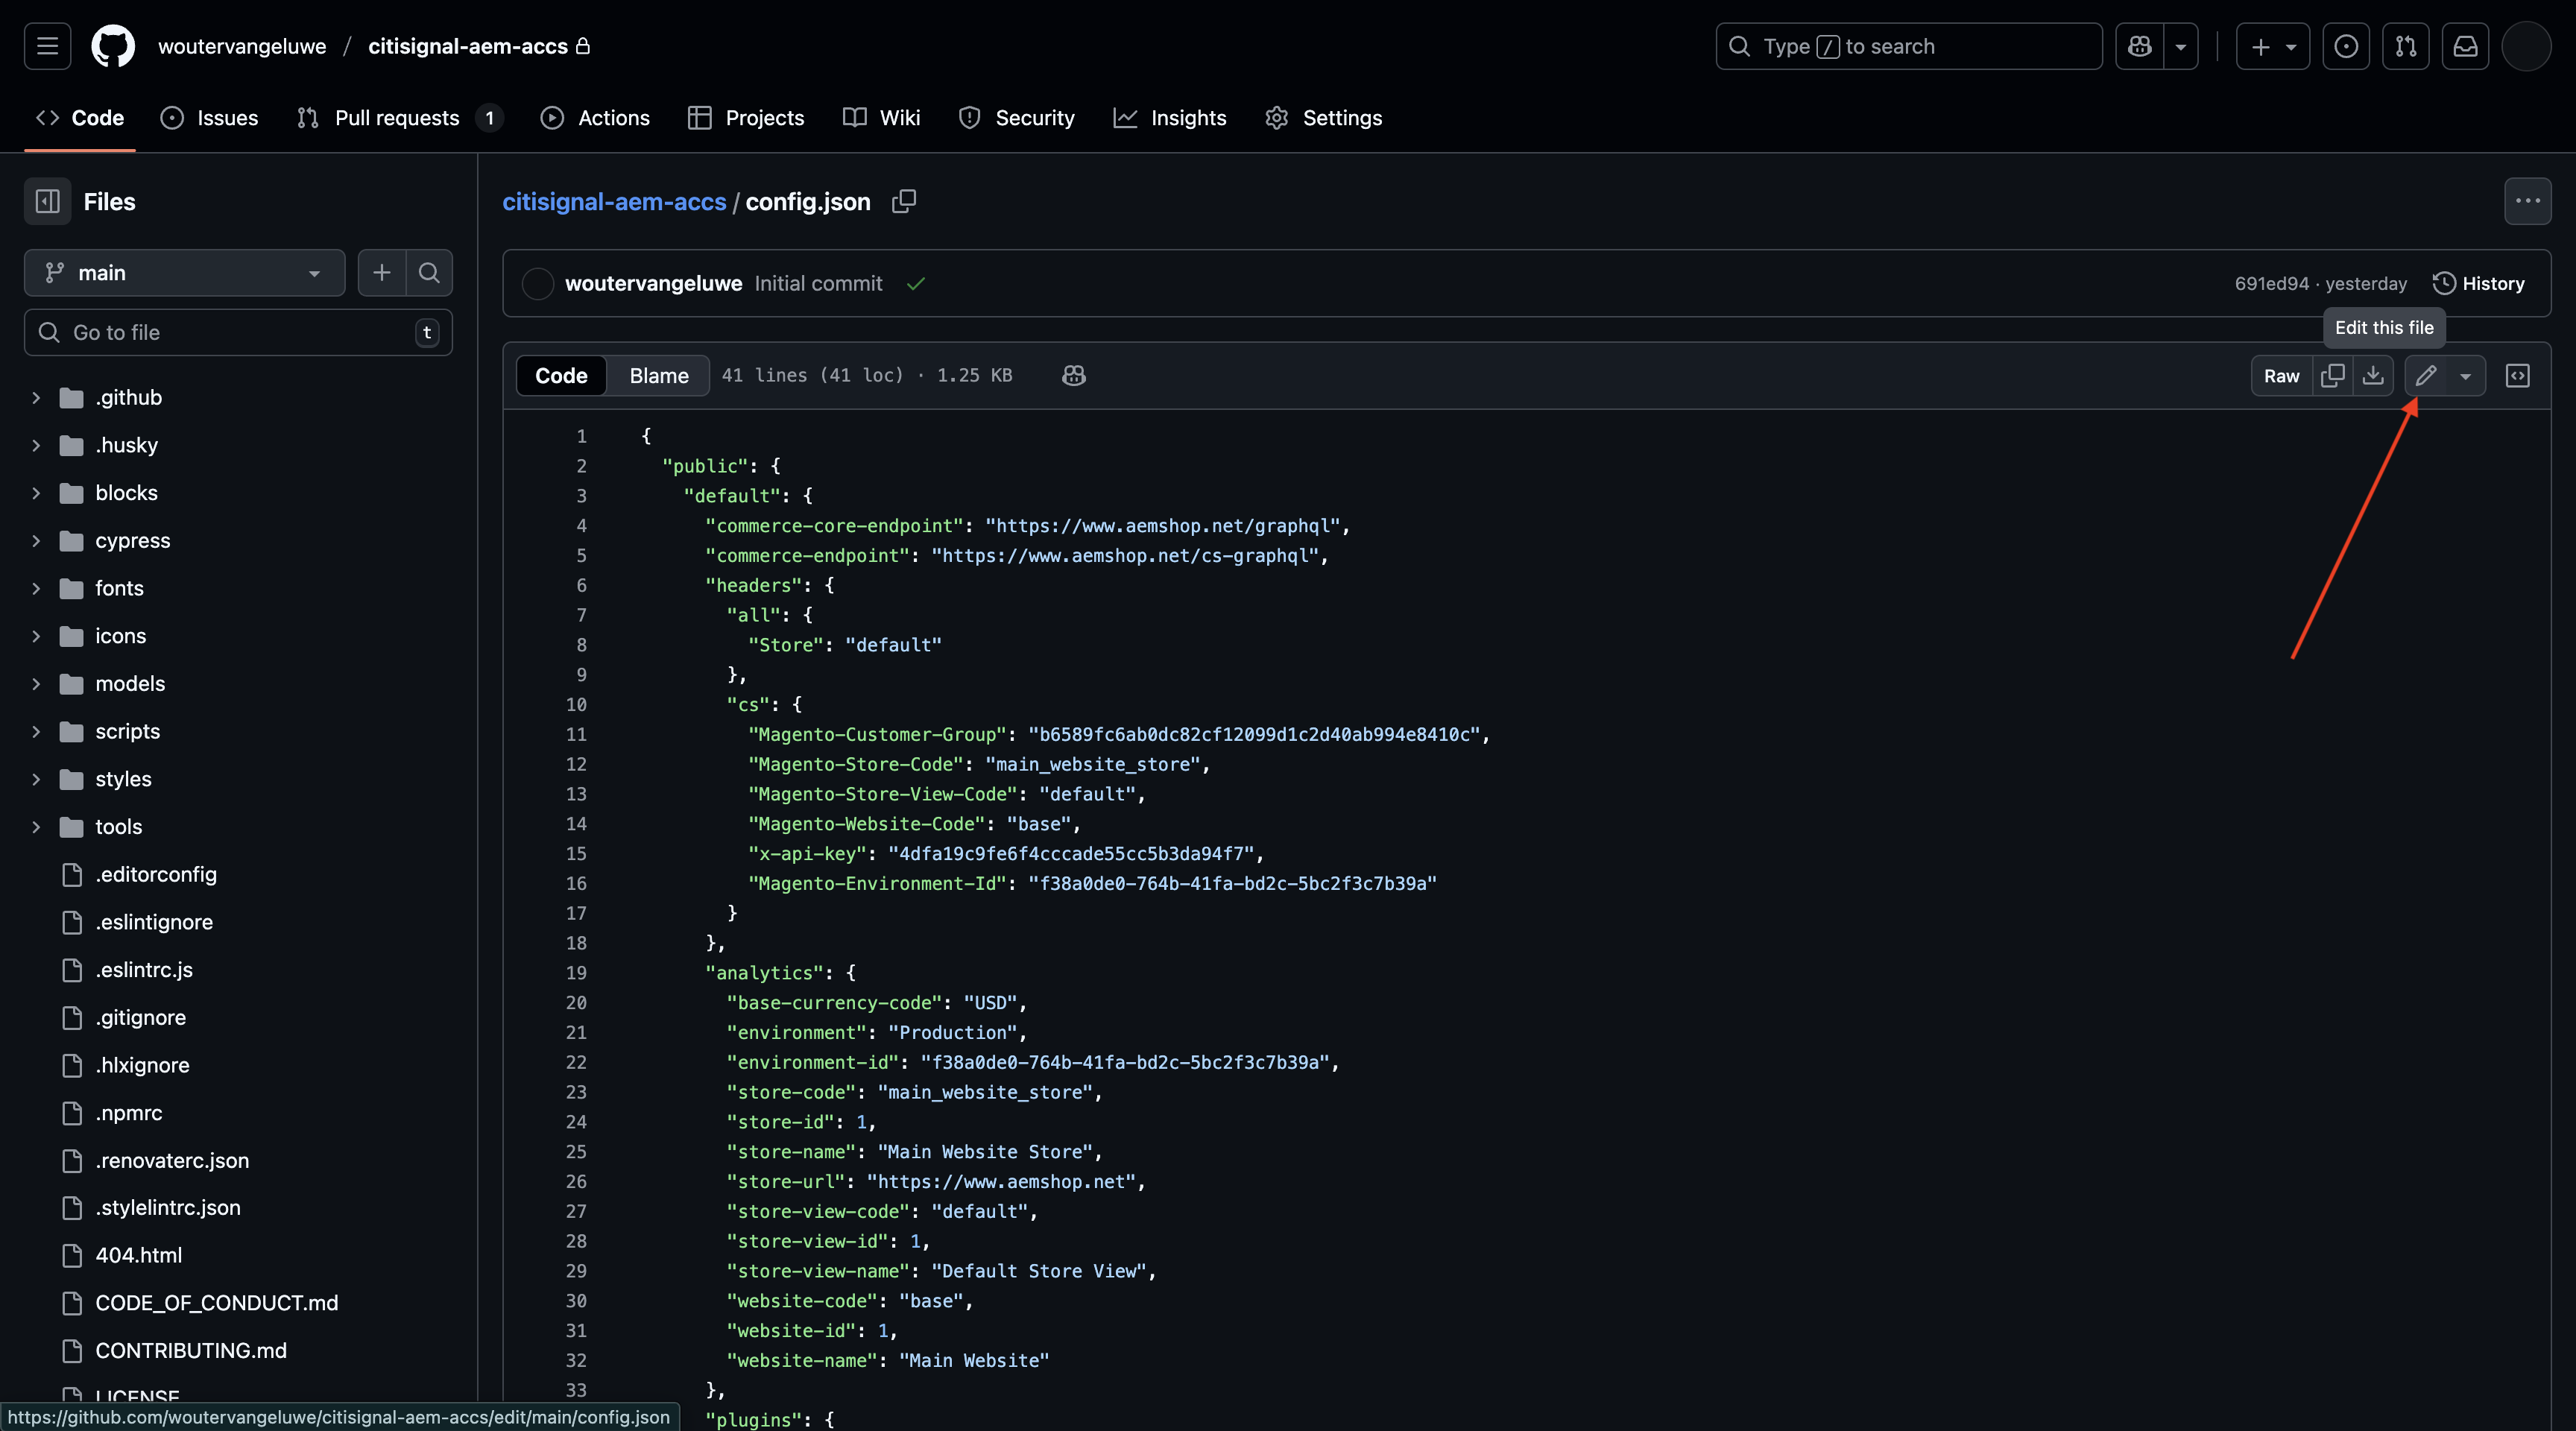 woutervangeluwe / citisignal-aem-accs
Type / to search
Code
Issues
Pull requests 1
Actions
Projects
Wiki
Security
Insights
Settings
Files
main
Go to file
t
.github
.husky
blocks
cypress
fonts
icons
models
scripts
styles
tools
.editorconfig
.eslintignore
.eslintrc.js
.gitignore
.hlxignore
.npmrc
.renovaterc.json
.stylelintrc.json
404.html
CODE_OF_CONDUCT.md
CONTRIBUTING.md
LICENSE
https://github.com/woutervangeluwe/citisignal-aem-accs/edit/main/config.json
citisignal-aem-accs / config.json
woutervangeluwe Initial commit
691ed94 · yesterday
History
Edit this file
Code
Blame
41 lines (41 loc) · 1.25 KB
Raw
1 {
2 "public": {
3 "default": {
4 "commerce-core-endpoint": "https://www.aemshop.net/graphql",
5 "commerce-endpoint": "https://www.aemshop.net/cs-graphql",
6 "headers": {
7 "all": {
8 "Store": "default"
9 },
10 "cs": {
11 "Magento-Customer-Group": "b6589fc6ab0dc82cf12099d1c2d40ab994e8410c",
12 "Magento-Store-Code": "main_website_store",
13 "Magento-Store-View-Code": "default",
14 "Magento-Website-Code": "base",
15 "x-api-key": "4dfa19c9fe6f4cccade55cc5b3da94f7",
16 "Magento-Environment-Id": "f38a0de0-764b-41fa-bd2c-5bc2f3c7b39a"
17 }
18 },
19 "analytics": {
20 "base-currency-code": "USD",
21 "environment": "Production",
22 "environment-id": "f38a0de0-764b-41fa-bd2c-5bc2f3c7b39a",
23 "store-code": "main_website_store",
24 "store-id": 1,
25 "store-name": "Main Website Store",
26 "store-url": "https://www.aemshop.net",
27 "store-view-code": "default",
28 "store-view-id": 1,
29 "store-view-name": "Default Store View",
30 "website-code": "base",
31 "website-id": 1,
32 "website-name": "Main Website"
33 },
"plugins": {